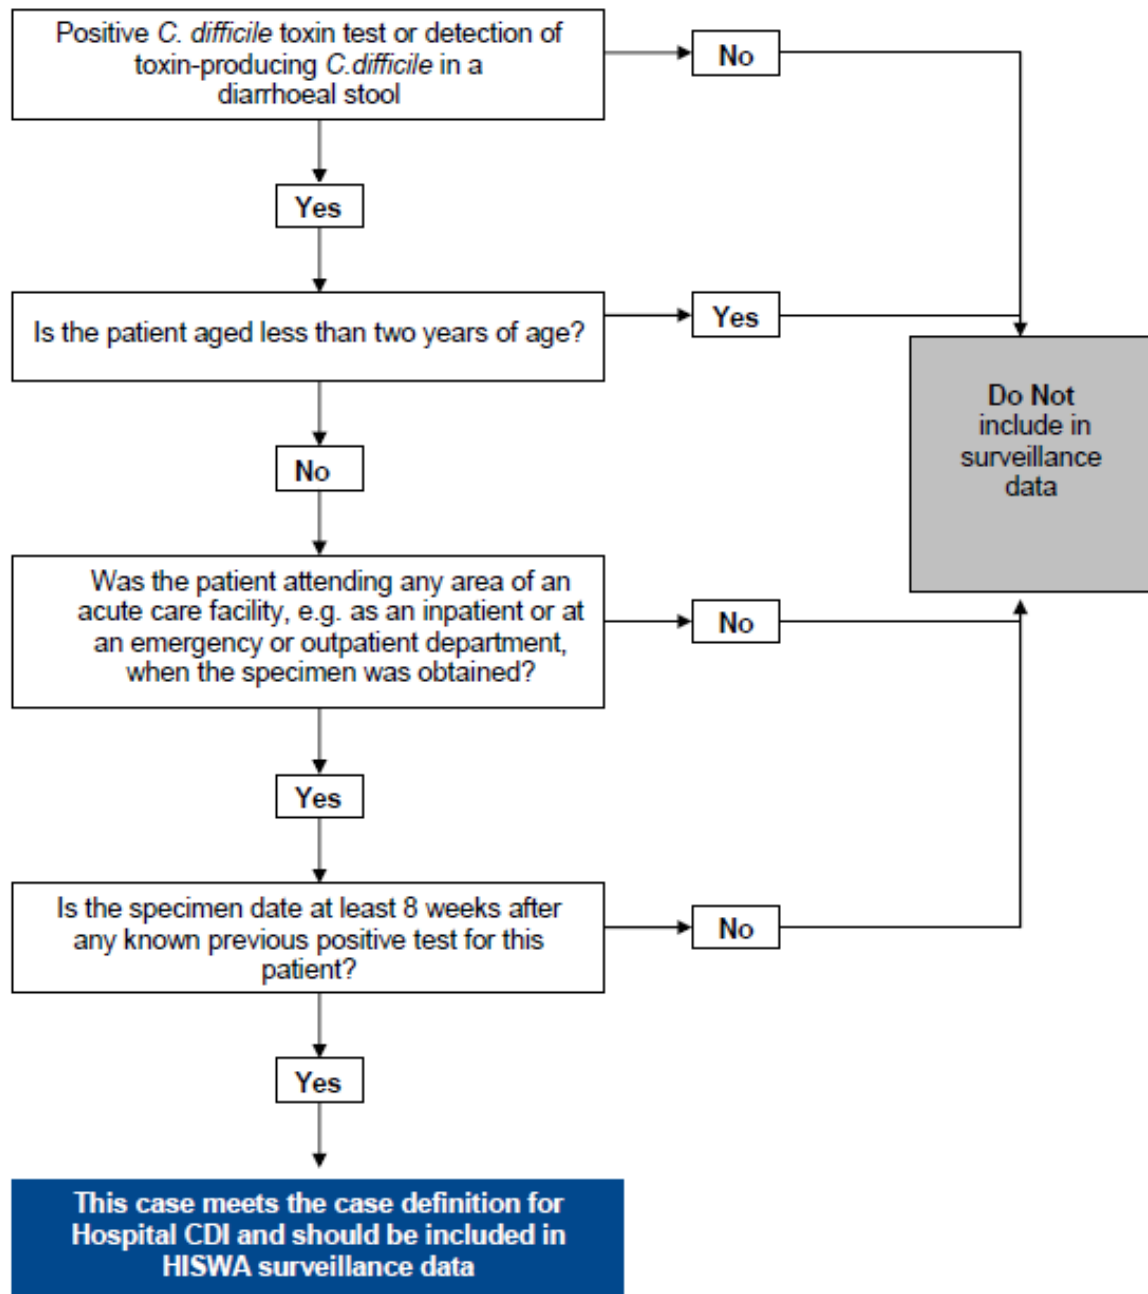 Positive C. difficile toxin test or detection of
toxin-producing C.difficile in a
diarrhoeal stool
No
Yes
Is the patient aged less than two years of age?
Yes
Do Not
include in
surveillance
data
No
Was the patient attending any area of an
acute care facility, e.g. as an inpatient or at
an emergency or outpatient department,
when the specimen was obtained?
No
Yes
Is the specimen date at least 8 weeks after
any known previous positive test for this
patient?
No
Yes
This case meets the case definition for
Hospital CDI and should be included in
HISWA surveillance data